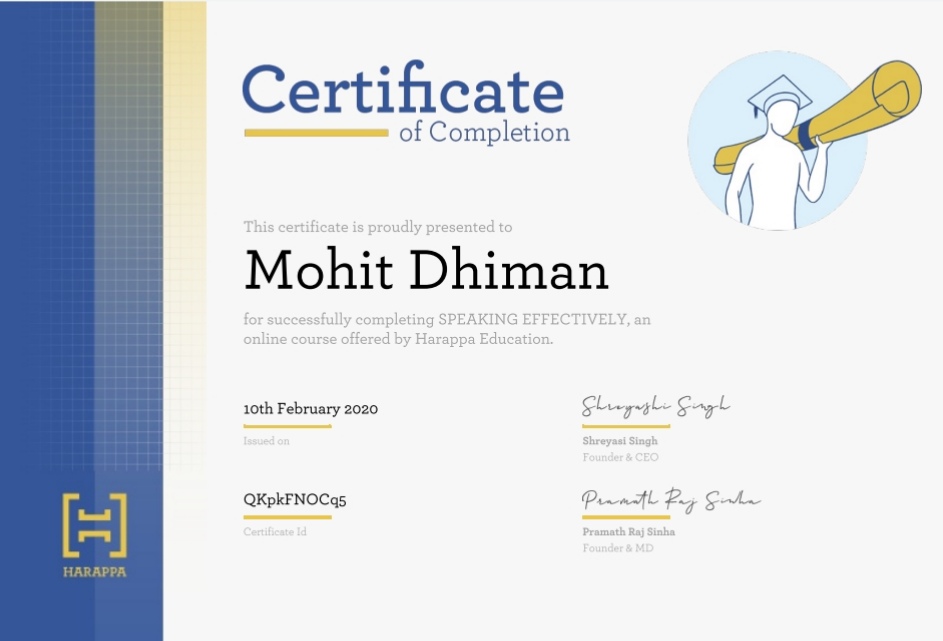 Certificate
of Completion
This certificate is proudly presented to
Mohit Dhiman
for successfully completing SPEAKING EFFECTIVELY, an
online course offered by Harappa Education.
10th February 2020
Issued on
Shreyashi Singh
Shreyasi Singh
Founder & CEO
QKpkFNOCq5
Certificate Id
Pramath Raj Sinha
Pramath Raj Sinha
Founder & MD
HARAPPA